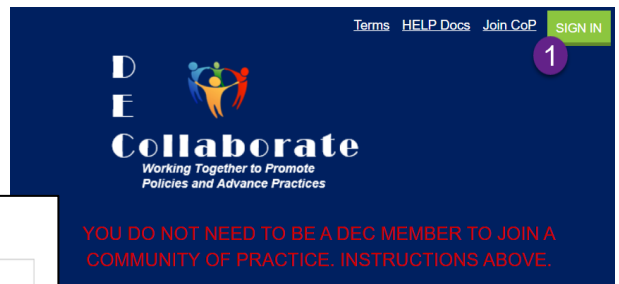 Terms HELP Docs Join CoP SIGN IN
1
D
E
Collaborate
Working Together to Promote
Policies and Advance Practices
YOU DO NOT NEED TO BE A DEC MEMBER TO JOIN A
COMMUNITY OF PRACTICE. INSTRUCTIONS ABOVE.